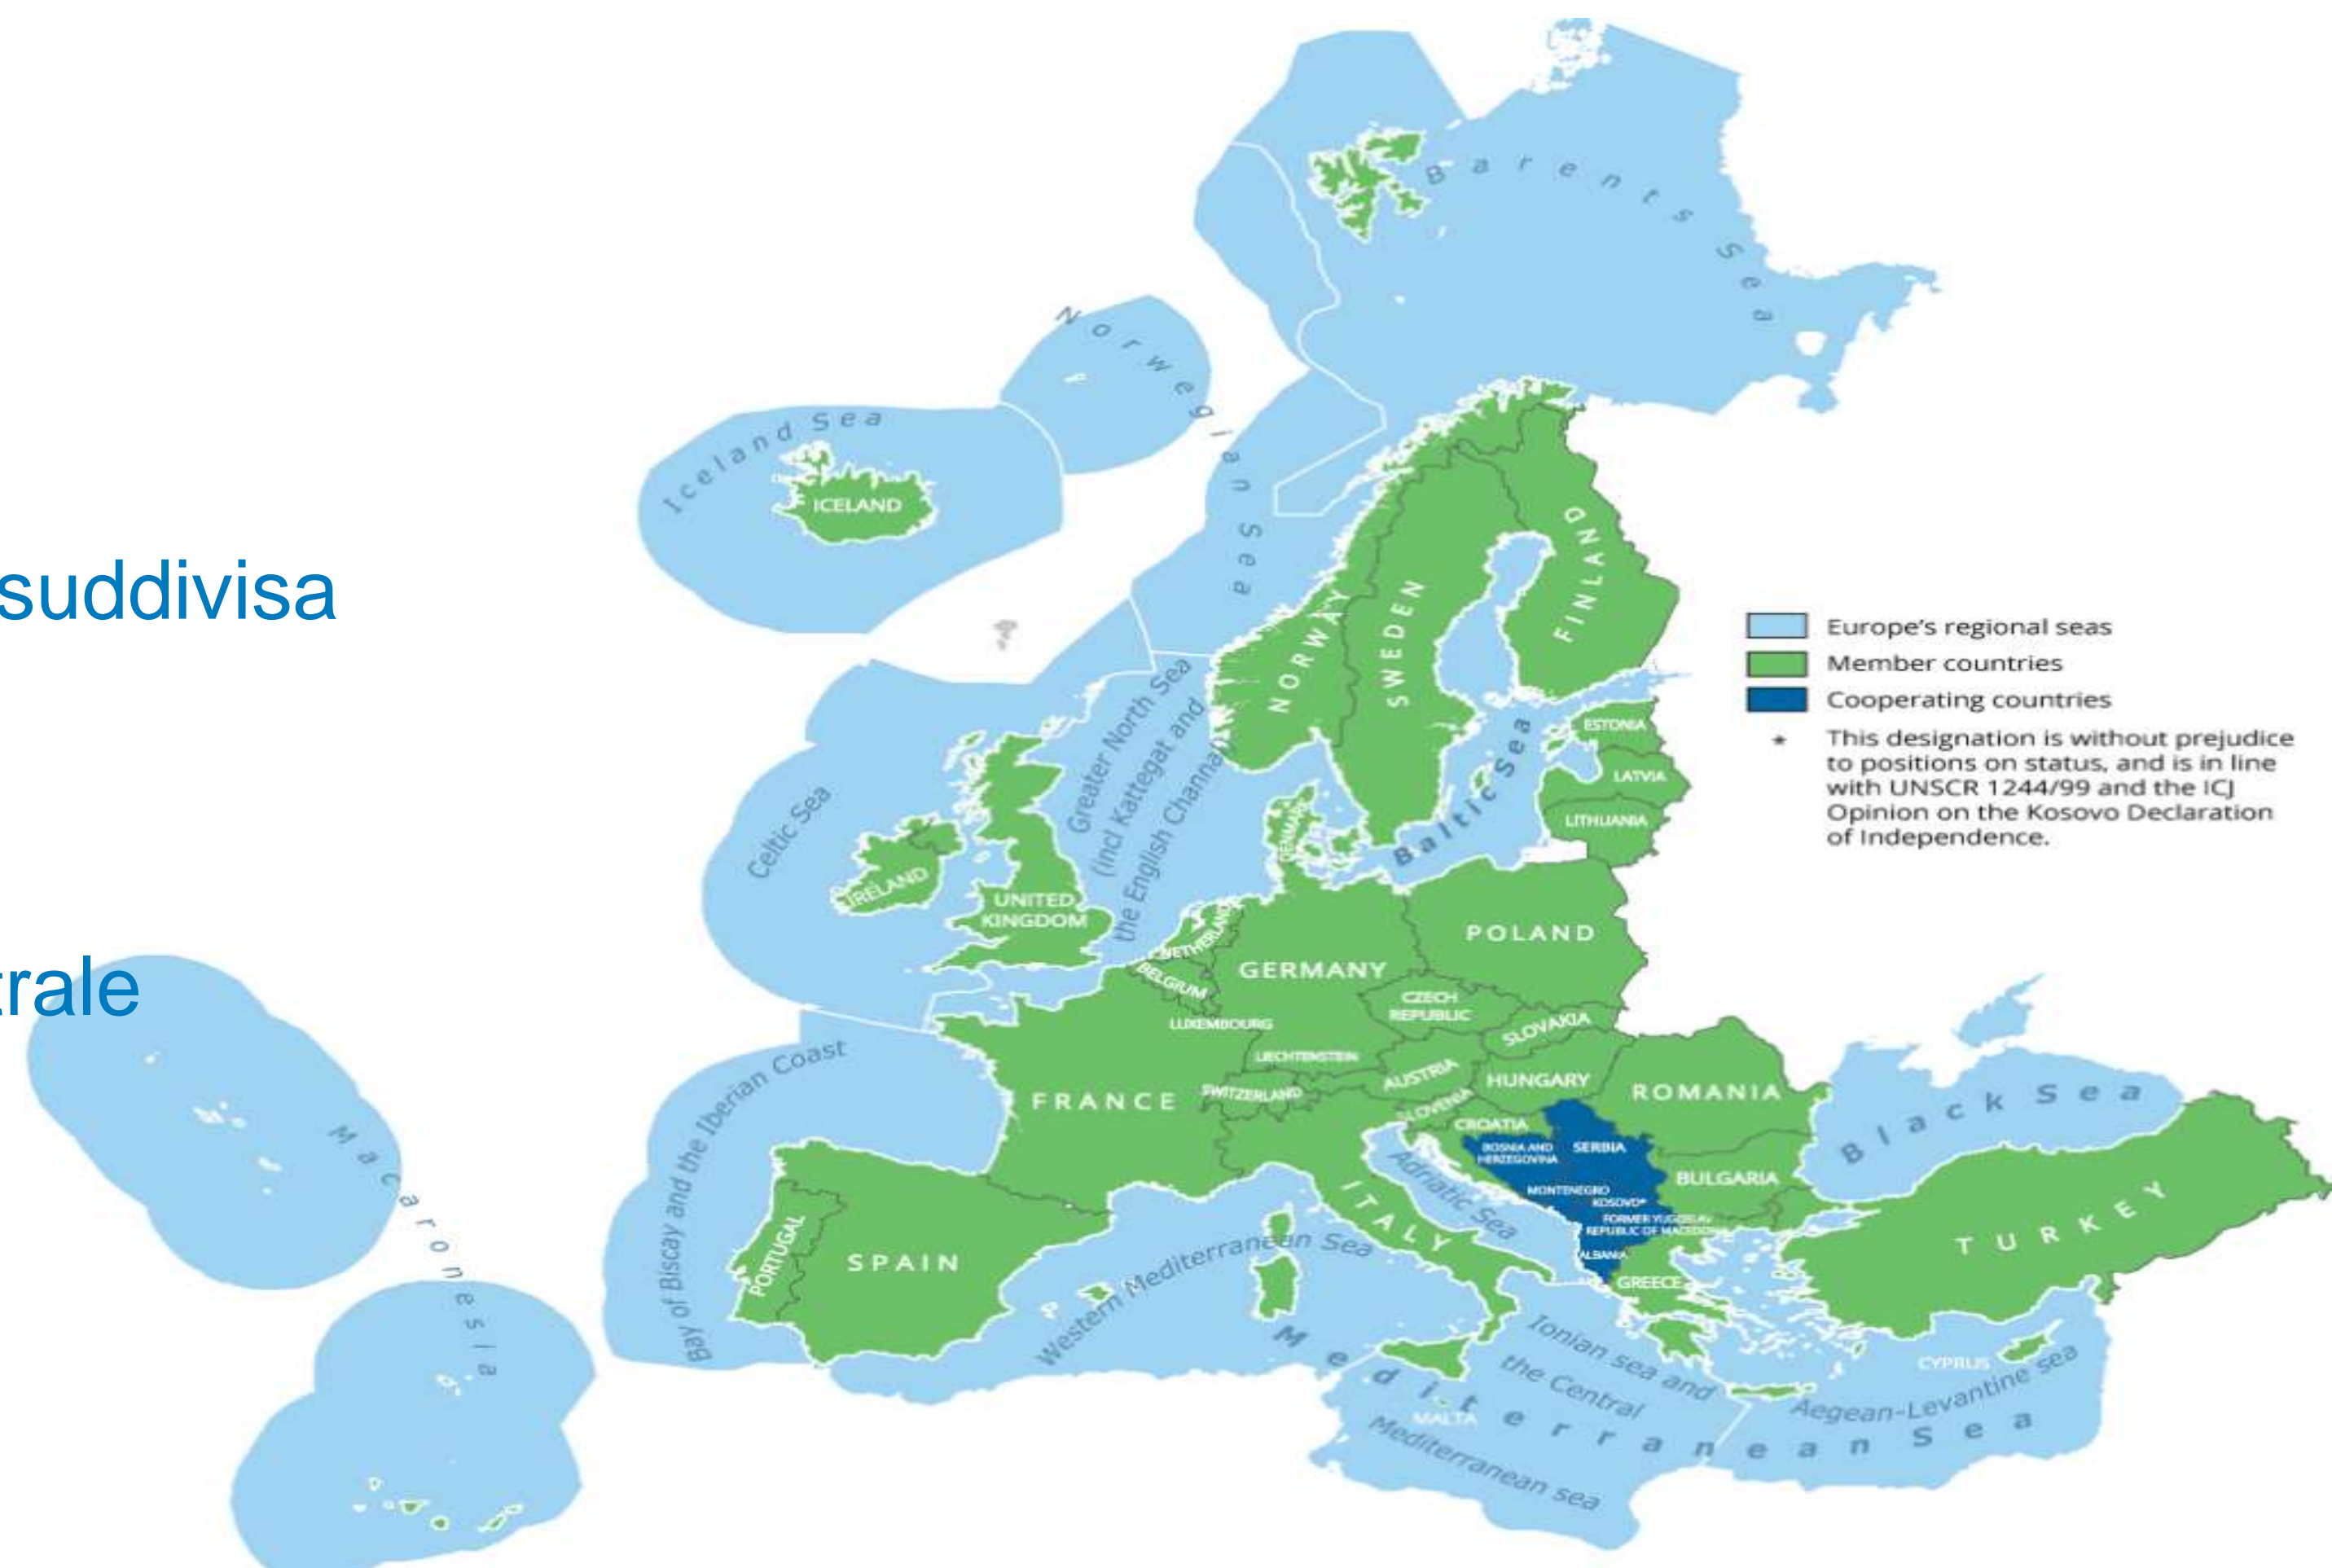 suddivisa
trale
Barents Sea
Norwegian Sea
Iceland Sea
ICELAND
FINLAND
SWEDEN
NORWAY
Europe's regional seas
Member countries
Cooperating countries
* This designation is without prejudice
to positions on status, and is in line
with UNSCR 1244/99 and the ICJ
Opinion on the Kosovo Declaration
of Independence.
Greater North Sea
(incl Kattegat and
the English Channal)
Celtic Sea
Baltic Sea
ESTONIA
LATVIA
LITHUANIA
DENMARK
IRELAND
UNITED
KINGDOM
NETHERLANDS
BELGIUM
POLAND
GERMANY
CZECH
REPUBLIC
LUXEMBOURG
SLOVAKIA
LIECHTENSTEIN
AUSTRIA
HUNGARY
SWITZERLAND
SLOVENIA
ROMANIA
FRANCE
CROATIA
BOSNIA AND
HERZEGOVINA
SERBIA
Black Sea
Bay of Biscay and the Iberian Coast
Macaronesia
Adriatic Sea
MONTENEGRO
KOSOVO*
BULGARIA
FORMER YUGOSLAV
REPUBLIC OF MACEDONIA
ALBANIA
ITALY
TURKEY
PORTUGAL
SPAIN
GREECE
Western Mediterranean Sea
Mediterranean Sea
Ionian sea and
the Central
Mediterranean sea
MALTA
CYPRUS
Aegean-Levantine sea